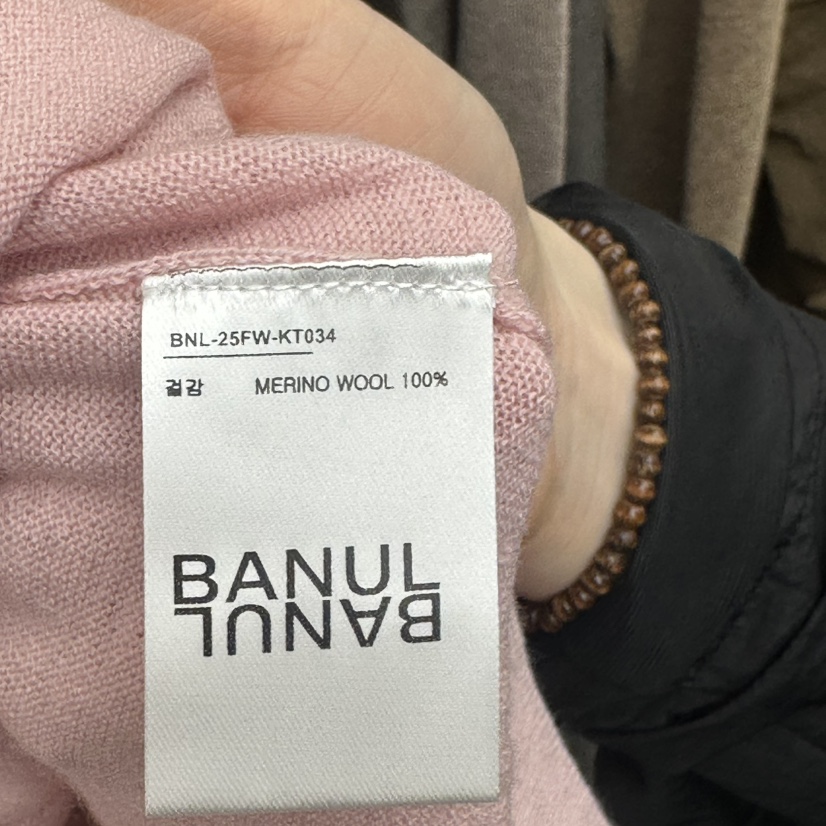 BNL-25FW-KT034
겉감 MERINO WOOL 100%
BANUL
BANUL